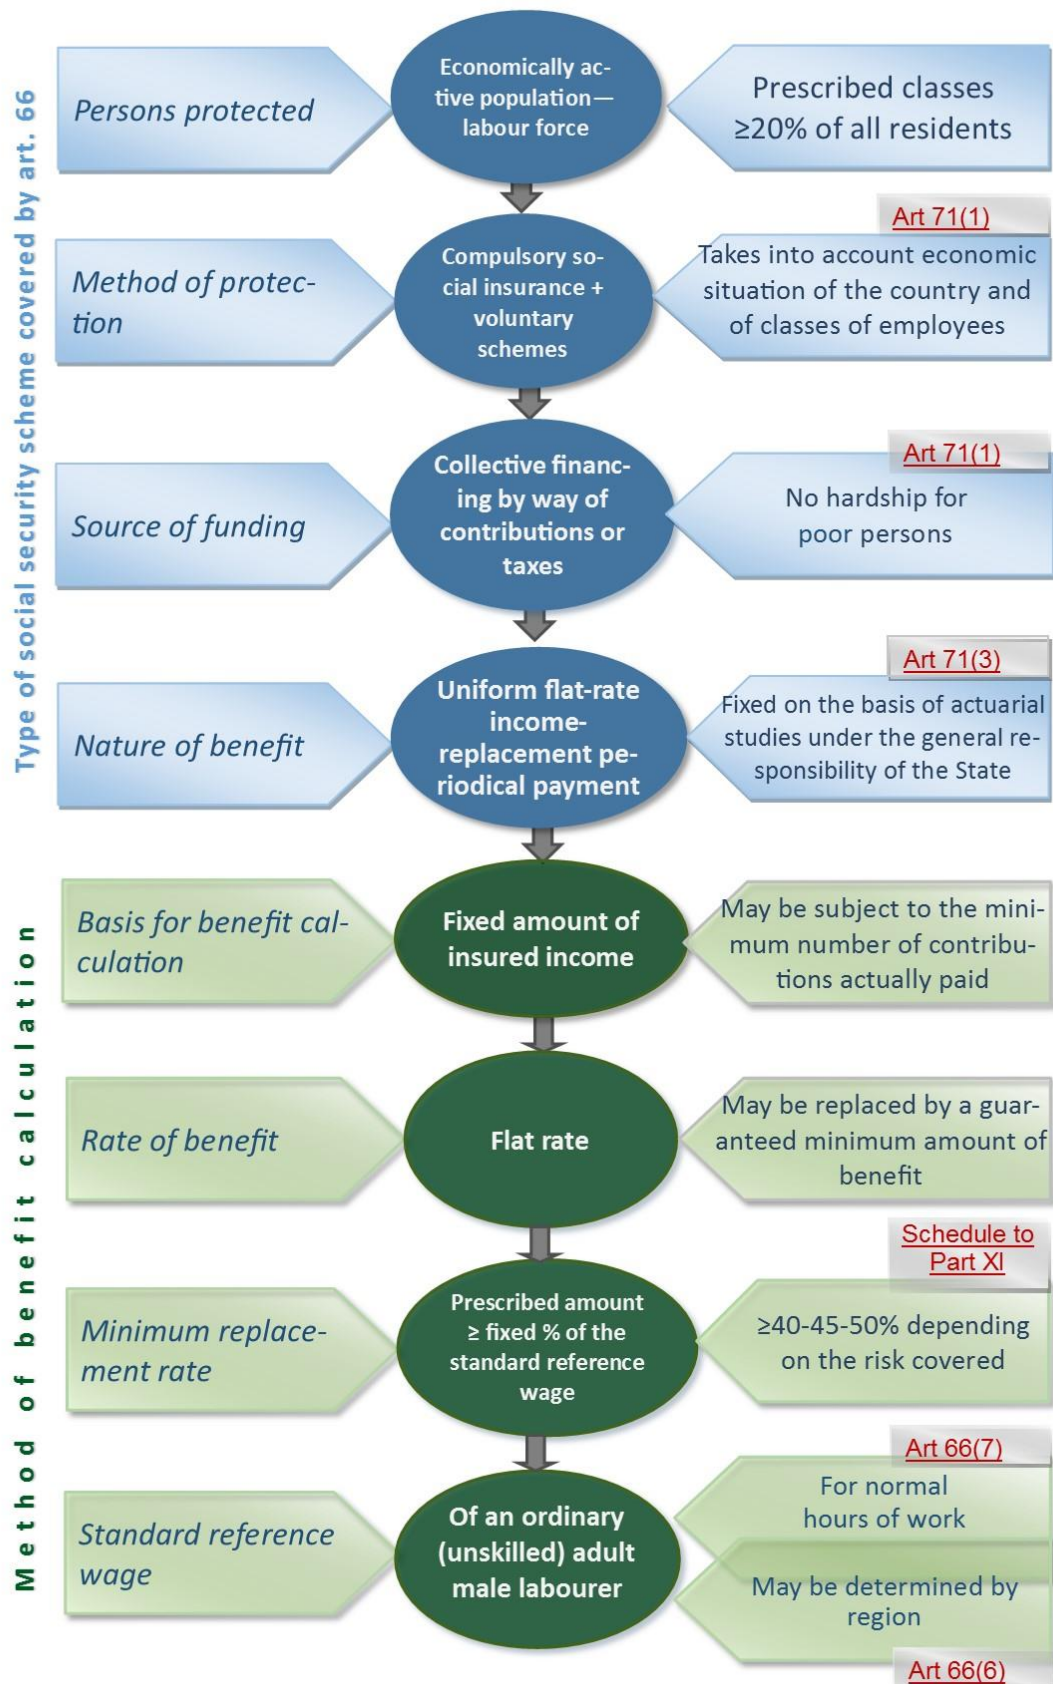 Type of social security scheme covered by art. 66
Persons protected
Economically ac-
tive population—
labour force
Prescribed classes
≥20% of all residents
Method of protec-
tion
Compulsory so-
cial insurance +
voluntary
schemes
Art 71(1)
Takes into account economic
situation of the country and
of classes of employees
Source of funding
Collective financ-
ing by way of
contributions or
taxes
Art 71(1)
No hardship for
poor persons
Nature of benefit
Uniform flat-rate
income-
replacement pe-
riodical payment
Art 71(3)
Fixed on the basis of actuarial
studies under the general re-
sponsibility of the State
Method of benefit calculation
Basis for benefit cal-
culation
Fixed amount of
insured income
May be subject to the mini-
mum number of contribu-
tions actually paid
Rate of benefit
Flat rate
May be replaced by a guar-
anteed minimum amount of
benefit
Minimum replace-
ment rate
Prescribed amount
≥ fixed % of the
standard reference
wage
Schedule to
Part XI
≥40-45-50% depending
on the risk covered
Standard reference
wage
Of an ordinary
(unskilled) adult
male labourer
Art 66(7)
For normal
hours of work
May be determined by
region
Art 66(6)